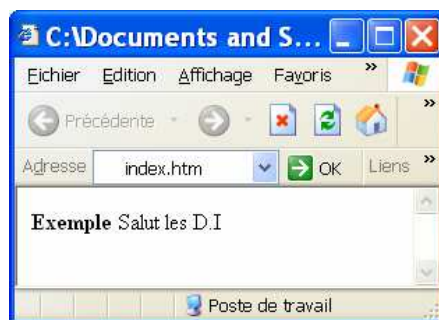 C:\Documents and S...
Fichier Edition Affichage Favoris »
Précédente »
Adresse index.htm OK Liens »
Exemple Salut les D.I
Poste de travail